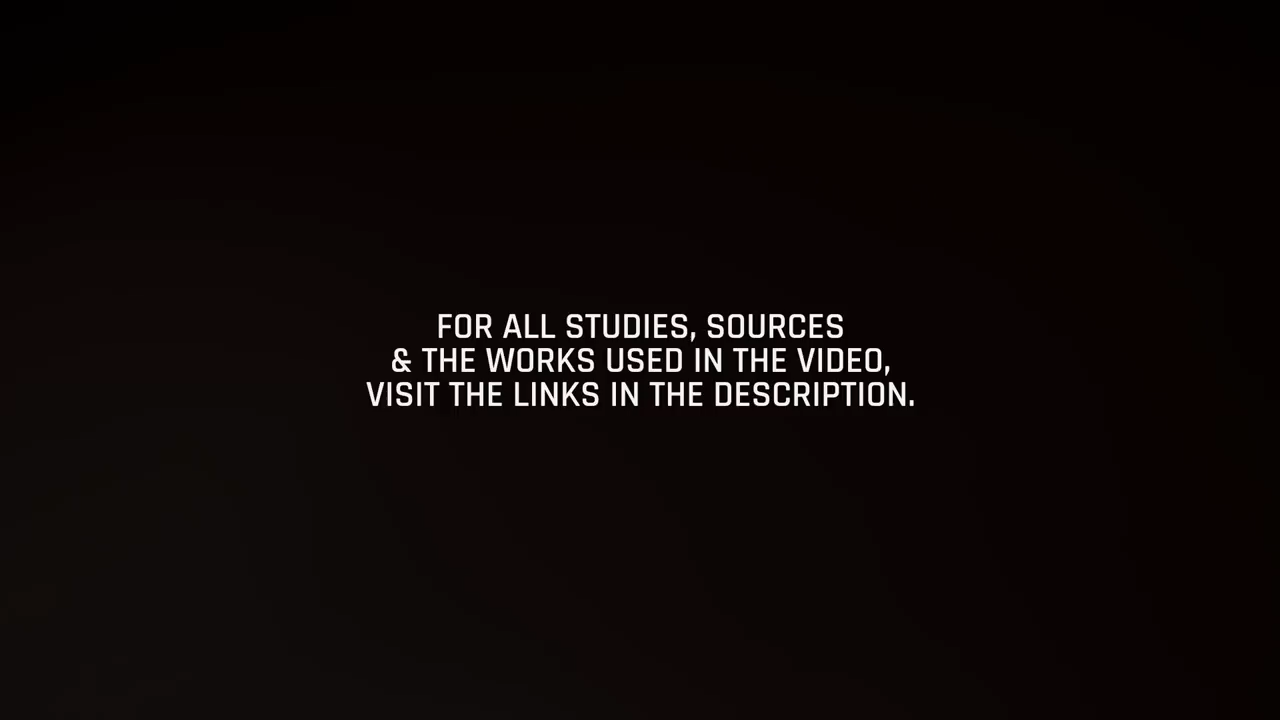 FOR ALL STUDIES, SOURCES
& THE WORKS USED IN THE VIDEO,
VISIT THE LINKS IN THE DESCRIPTION.